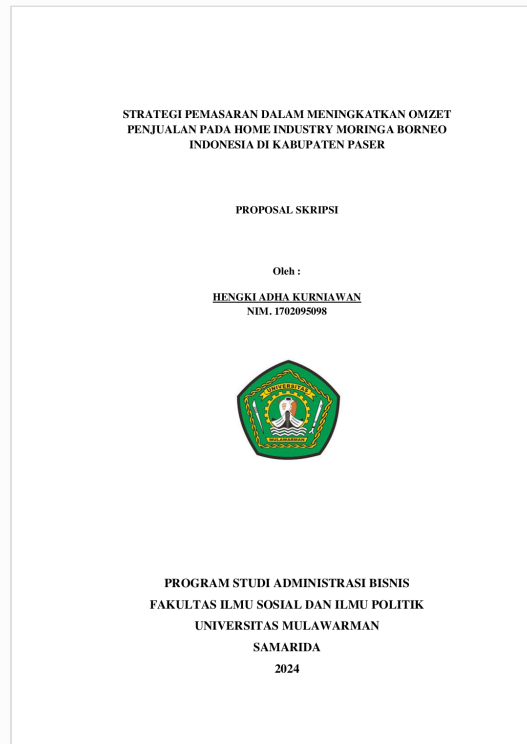 STRATEGI PEMASARAN DALAM MENINGKATKAN OMZET
PENJUALAN PADA HOME INDUSTRY MORINGA BORNEO
INDONESIA DI KABUPATEN PASER
PROPOSAL SKRIPSI
Oleh :
HENGKI ADHA KURNIAWAN
NIM. 1702095098
UNIVERSITAS
MULAWARMAN
PROGRAM STUDI ADMINISTRASI BISNIS
FAKULTAS ILMU SOSIAL DAN ILMU POLITIK
UNIVERSITAS MULAWARMAN
SAMARIDA
2024